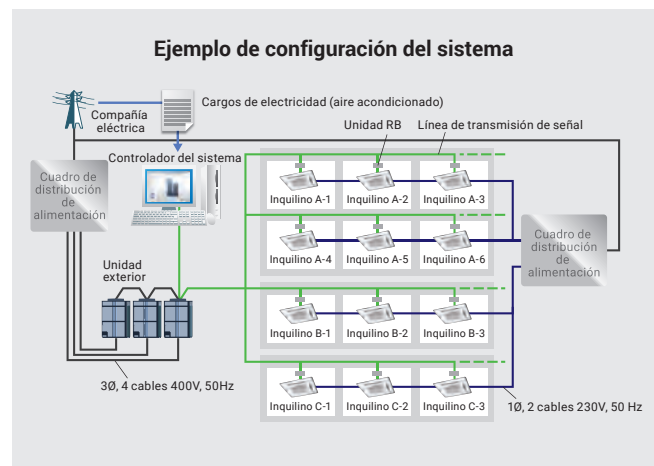 Ejemplo de configuración del sistema
Cargos de electricidad (aire acondicionado)
Compañía
eléctrica
Unidad RB
Línea de transmisión de señal
Controlador del sistema
Cuadro de
distribución
de
alimentación
Inquilino A-1
Inquilino A-2
Inquilino A-3
Inquilino A-4
Inquilino A-5
Inquilino A-6
Cuadro de
distribución
de
alimentación
Unidad
exterior
Inquilino B-1
Inquilino B-2
Inquilino B-3
3Ø, 4 cables 400V, 50Hz
Inquilino C-1
Inquilino C-2
Inquilino C-3
1Ø, 2 cables 230V, 50 Hz